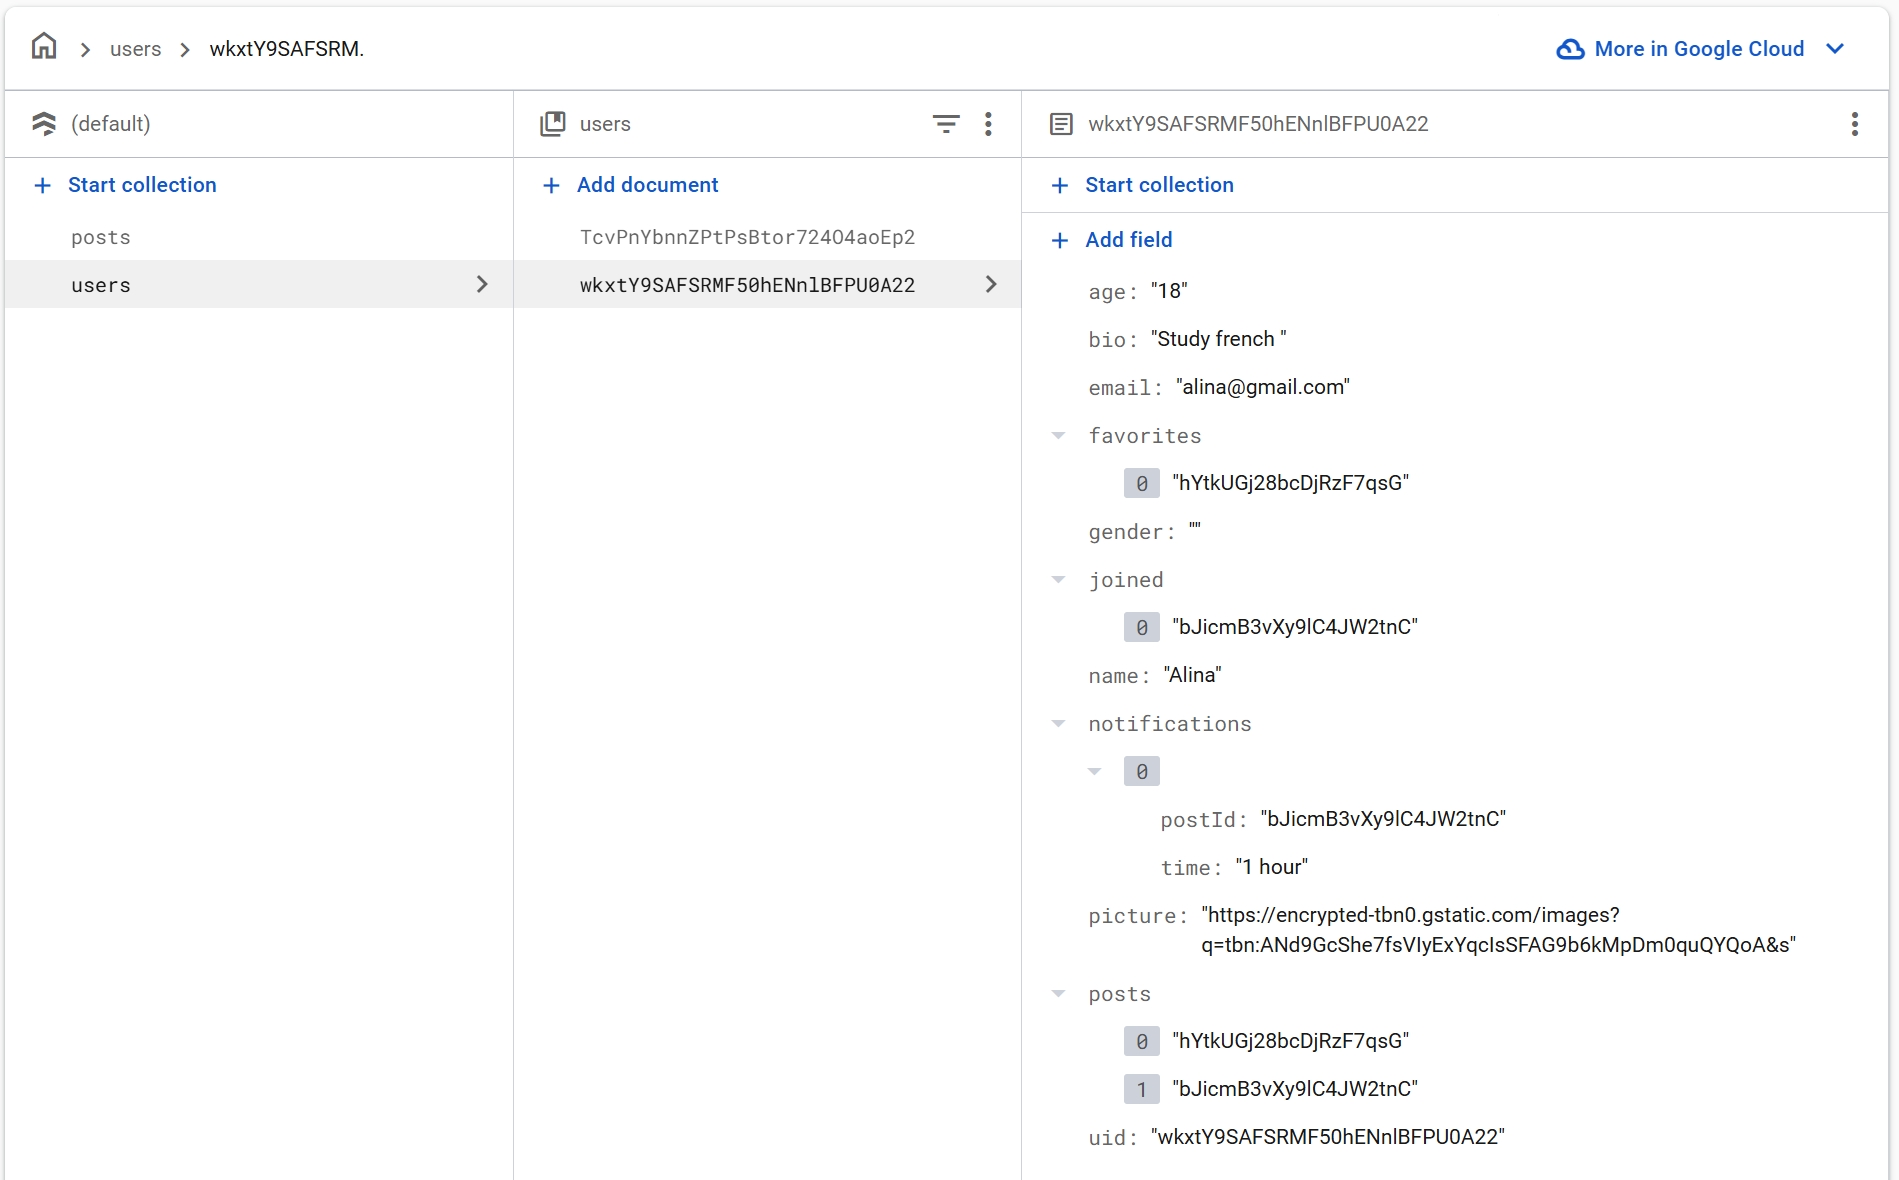 users
wkxtY9SAFSRM.
More in Google Cloud
(default)
Start collection
posts
users
users
Add document
TcvPnYbnnZPtPsBtor72404aoEp2
wkxtY9SAFSRMF50hENnlBFPU0A22
wkxtY9SAFSRMF50hENnlBFPU0A22
Start collection
Add field
age: "18"
bio: "Study french "
email: "alina@gmail.com"
favorites
0 "hYtkUGj28bcDjRzF7qsG"
gender: ""
joined
0 "bJicmB3vXy9lC4JW2tnC"
name: "Alina"
notifications
0
postId: "bJicmB3vXy9lC4JW2tnC"
time: "1 hour"
picture: "https://encrypted-tbn0.gstatic.com/images?
q=tbn:ANd9GcShe7fsVIyExYqcIsSFAG9b6kMpDm0quQYQoA&s"
posts
0 "hYtkUGj28bcDjRzF7qsG"
1 "bJicmB3vXy9lC4JW2tnC"
uid: "wkxtY9SAFSRMF50hENnlBFPU0A22"